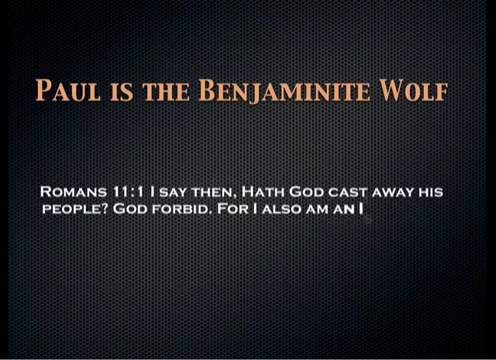 Paul is the Benjaminite Wolf
Romans 11:1 I say then, Hath God cast away his
people? God forbid. For I also am an I